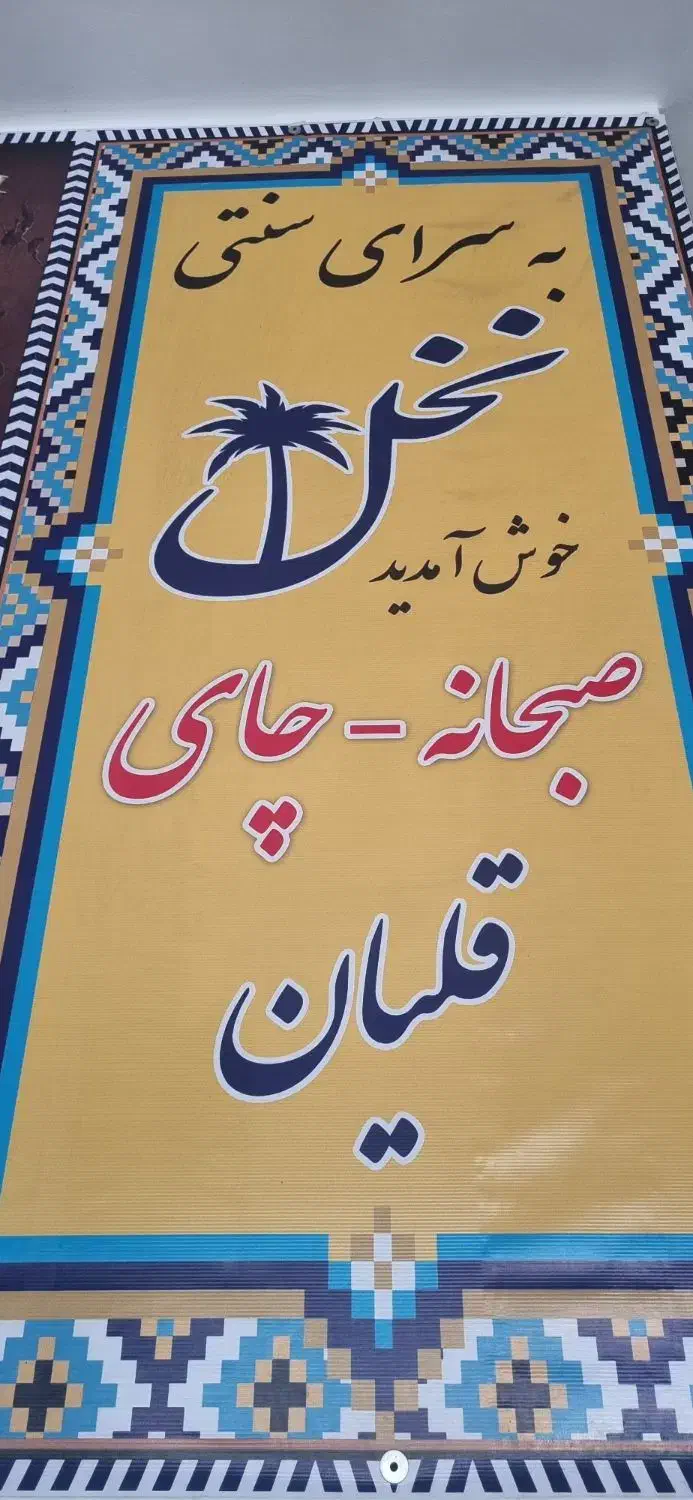 به سرای سنتی
نخل
خوش آمدید
صبحانه - چای
قلیان